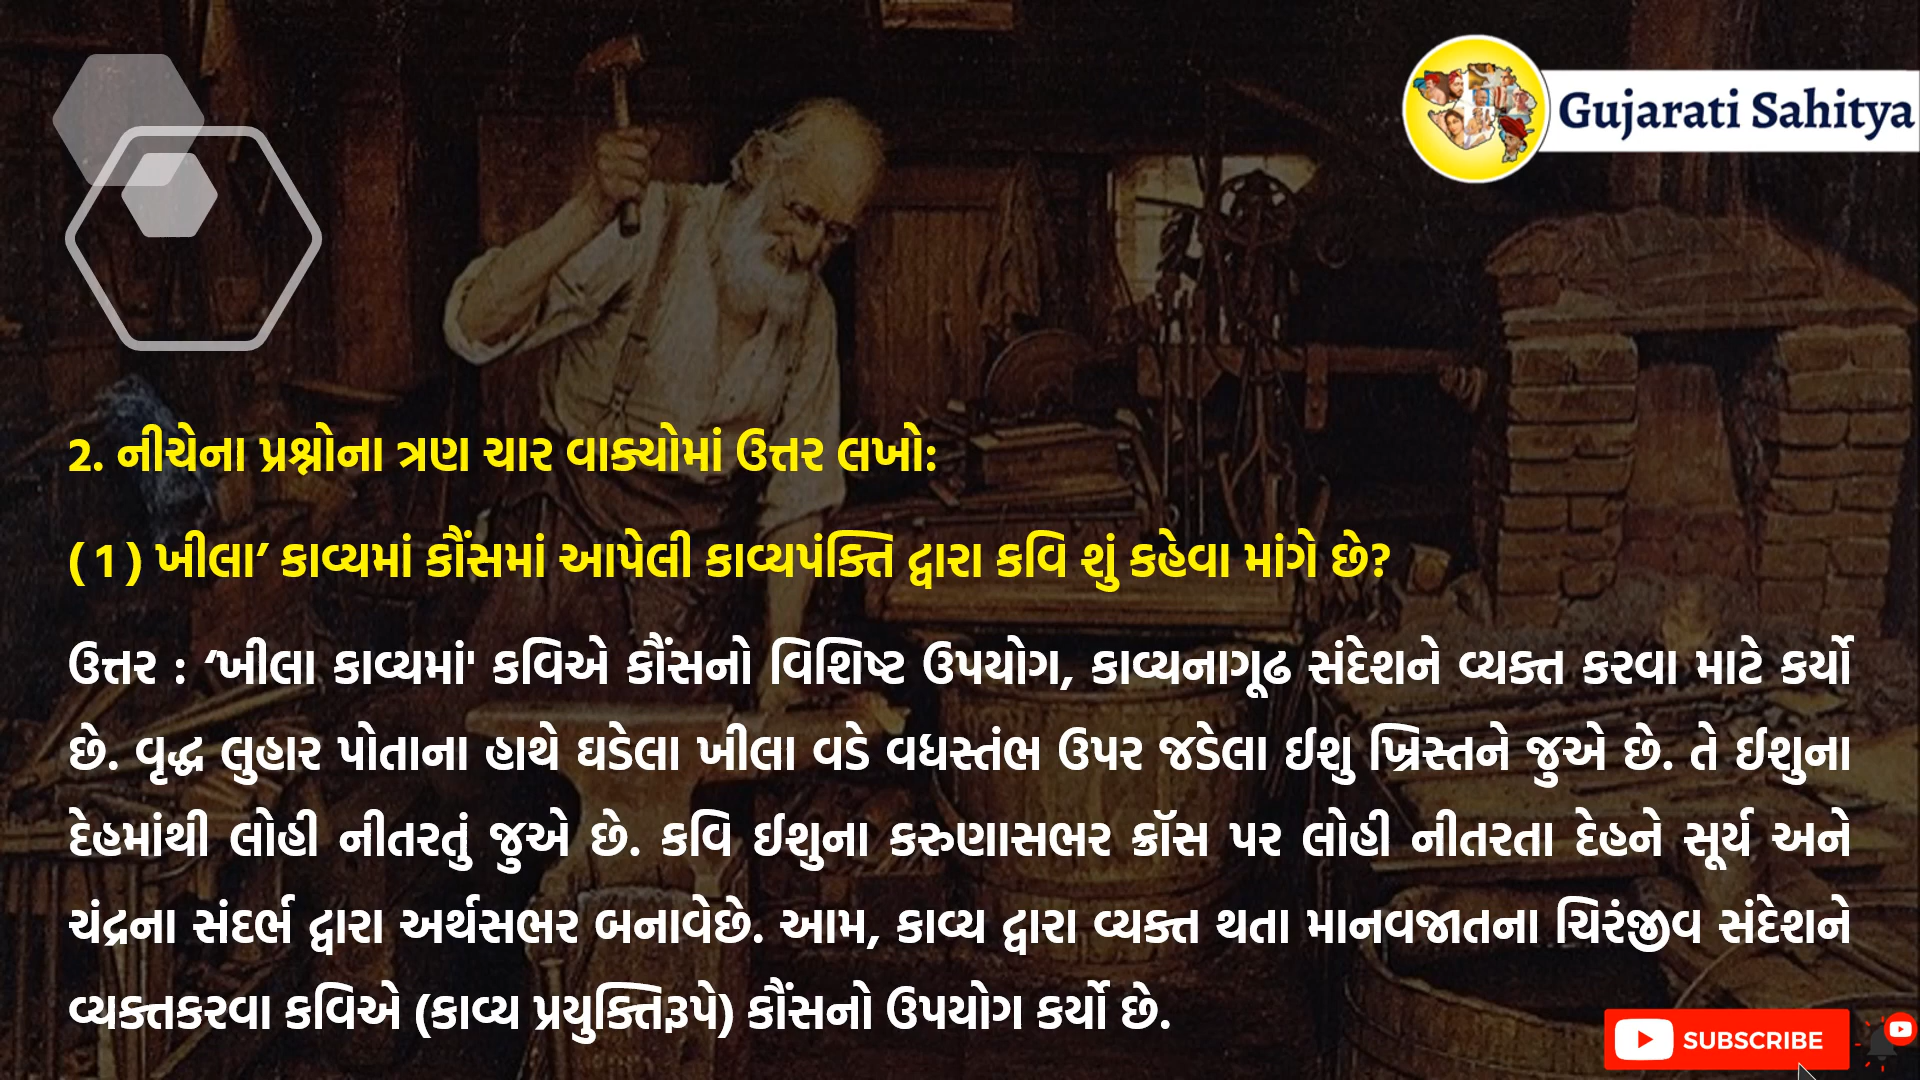 Gujarati Sahitya
2. નીચેના પ્રશ્નોના ત્રણ ચાર વાક્યોમાં ઉત્તર લખો:
(1) ખીલા’ કાવ્યમાં કૌંસમાં આપેલી કાવ્યપંક્તિ દ્વારા કવિ શું કહેવા માંગે છે?
ઉત્તર : ‘ખીલા કાવ્યમાં' કવિએ કૌંસનો વિશિષ્ટ ઉપયોગ, કાવ્યનાગૂઢ સંદેશને વ્યક્ત કરવા માટે કર્યો
છે. વૃદ્ધ લુહાર પોતાના હાથે ઘડેલા ખીલા વડે વધસ્તંભ ઉપર જડેલા ઈશુ ખ્રિસ્તને જુએ છે. તે ઈશુના
દેહમાંથી લોહી નીતરતું જુએ છે. કવિ ઈશુના કરુણાસભર ક્રૉસ પર લોહી નીતરતા દેહને સૂર્ય અને
ચંદ્રના સંદર્ભ દ્વારા અર્થસભર બનાવેછે. આમ, કાવ્ય દ્વારા વ્યક્ત થતા માનવજાતના ચિરંજીવ સંદેશને
વ્યક્તકરવા કવિએ (કાવ્ય પ્રયુક્તિરૂપે) કૌંસનો ઉપયોગ કર્યો છે.
SUBSCRIBE